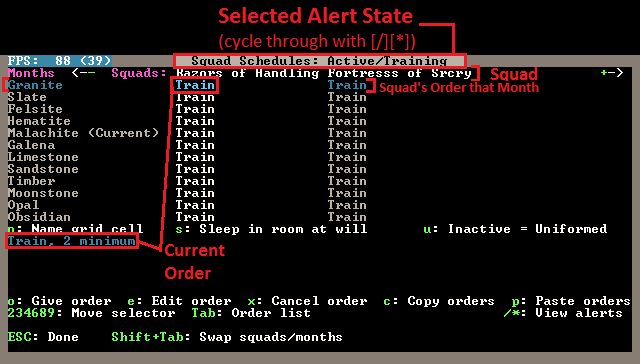 Selected Alert State
(cycle through with [/][*])
FPS: 88 (39) Squad Schedules: Active/Training
Months <-- Squads: Razors of Handling Fortresss of Srcry +-> Squad
Granite Train Train Squad's Order that Month
Slate Train Train
Felsite Train Train
Hematite Train Train
Malachite (Current) Train Train
Galena Train Train
Limestone Train Train
Sandstone Train Train
Timber Train Train
Moonstone Train Train
Opal Train Train
Obsidian Train Train
n: Name grid cell s: Sleep in room at will u: Inactive = Uniformed
Train, 2 minimum
Current
Order
o: Give order e: Edit order x: Cancel order c: Copy orders p: Paste orders
234689: Move selector Tab: Order list /*: View alerts
ESC: Done Shift+Tab: Swap squads/months